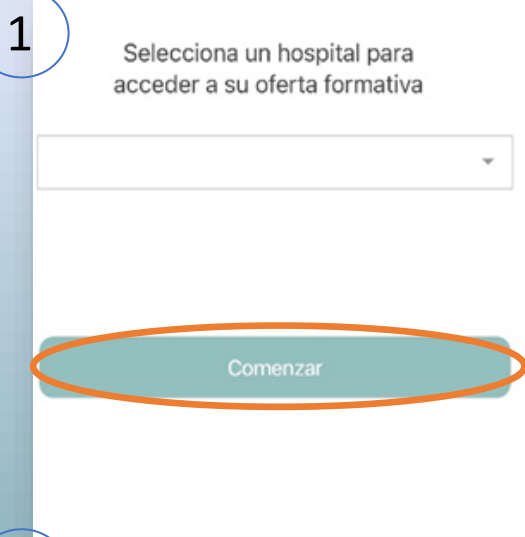 1
Selecciona un hospital para
acceder a su oferta formativa
Comenzar